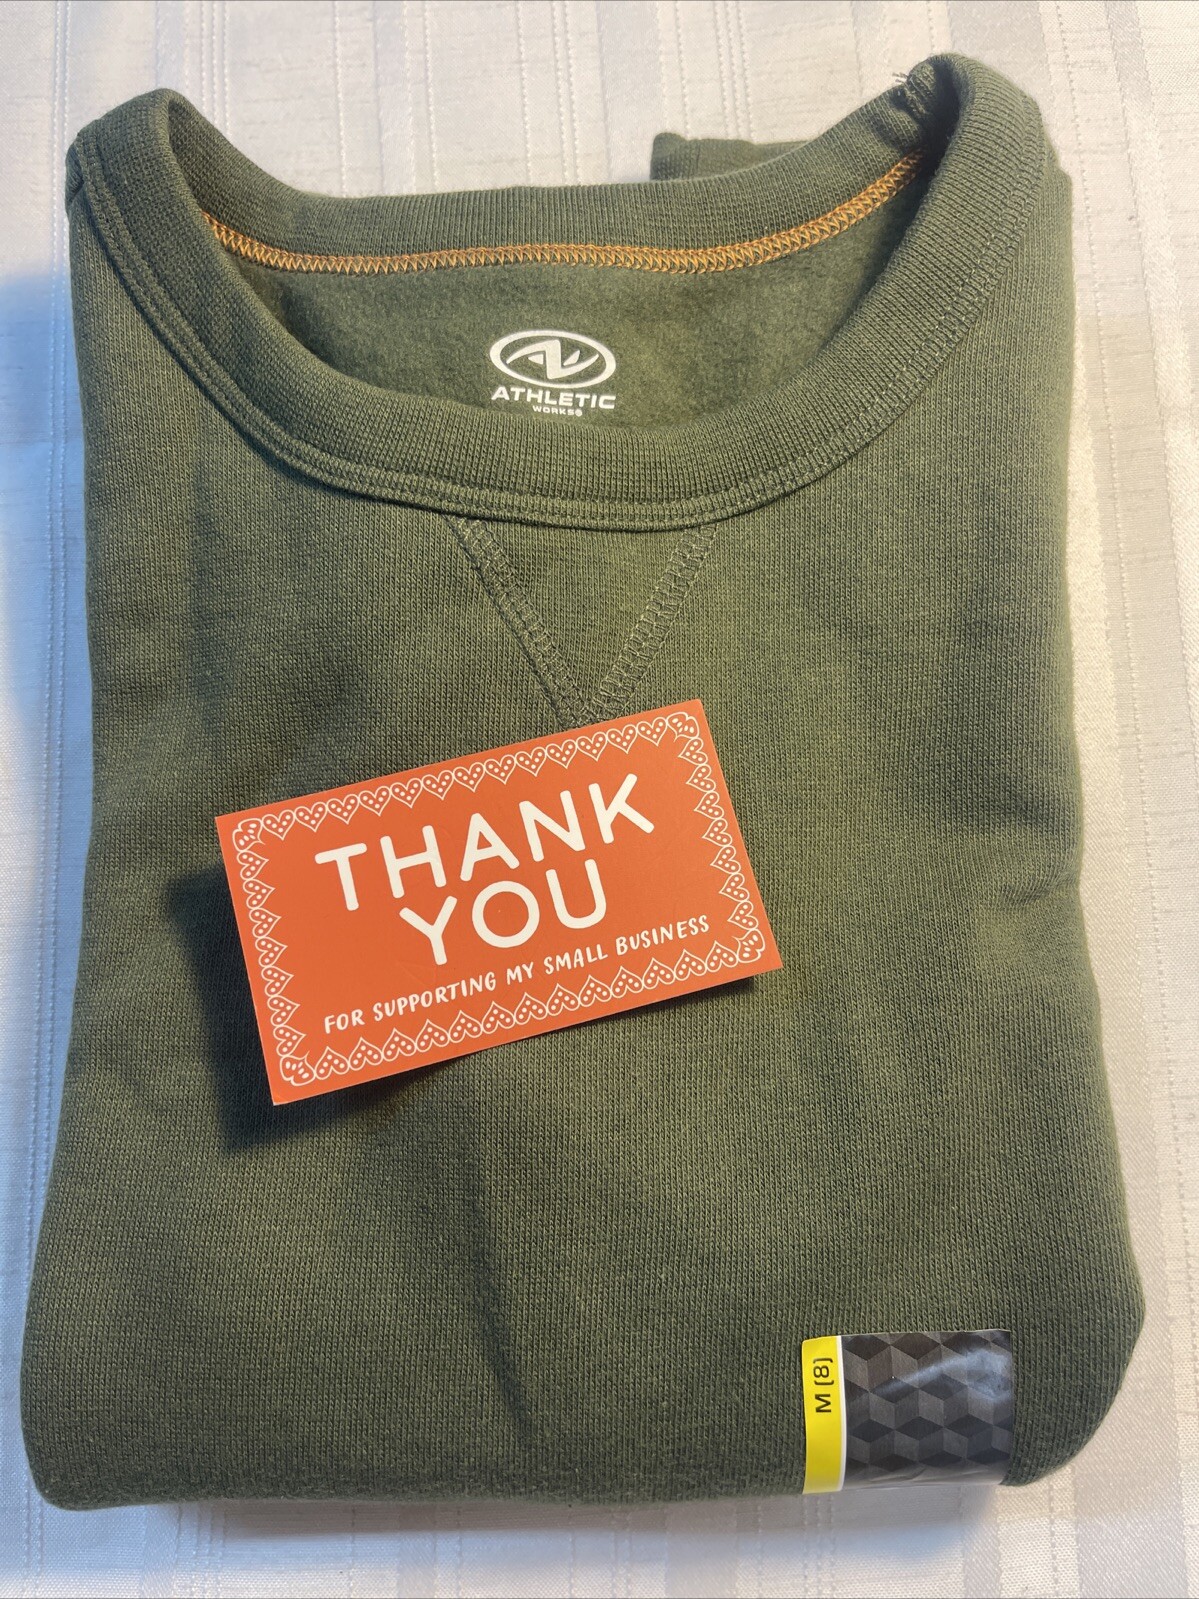 ATHLETIC
WORKS®
THANK
YOU
FOR SUPPORTING MY SMALL BUSINESS
M (8)